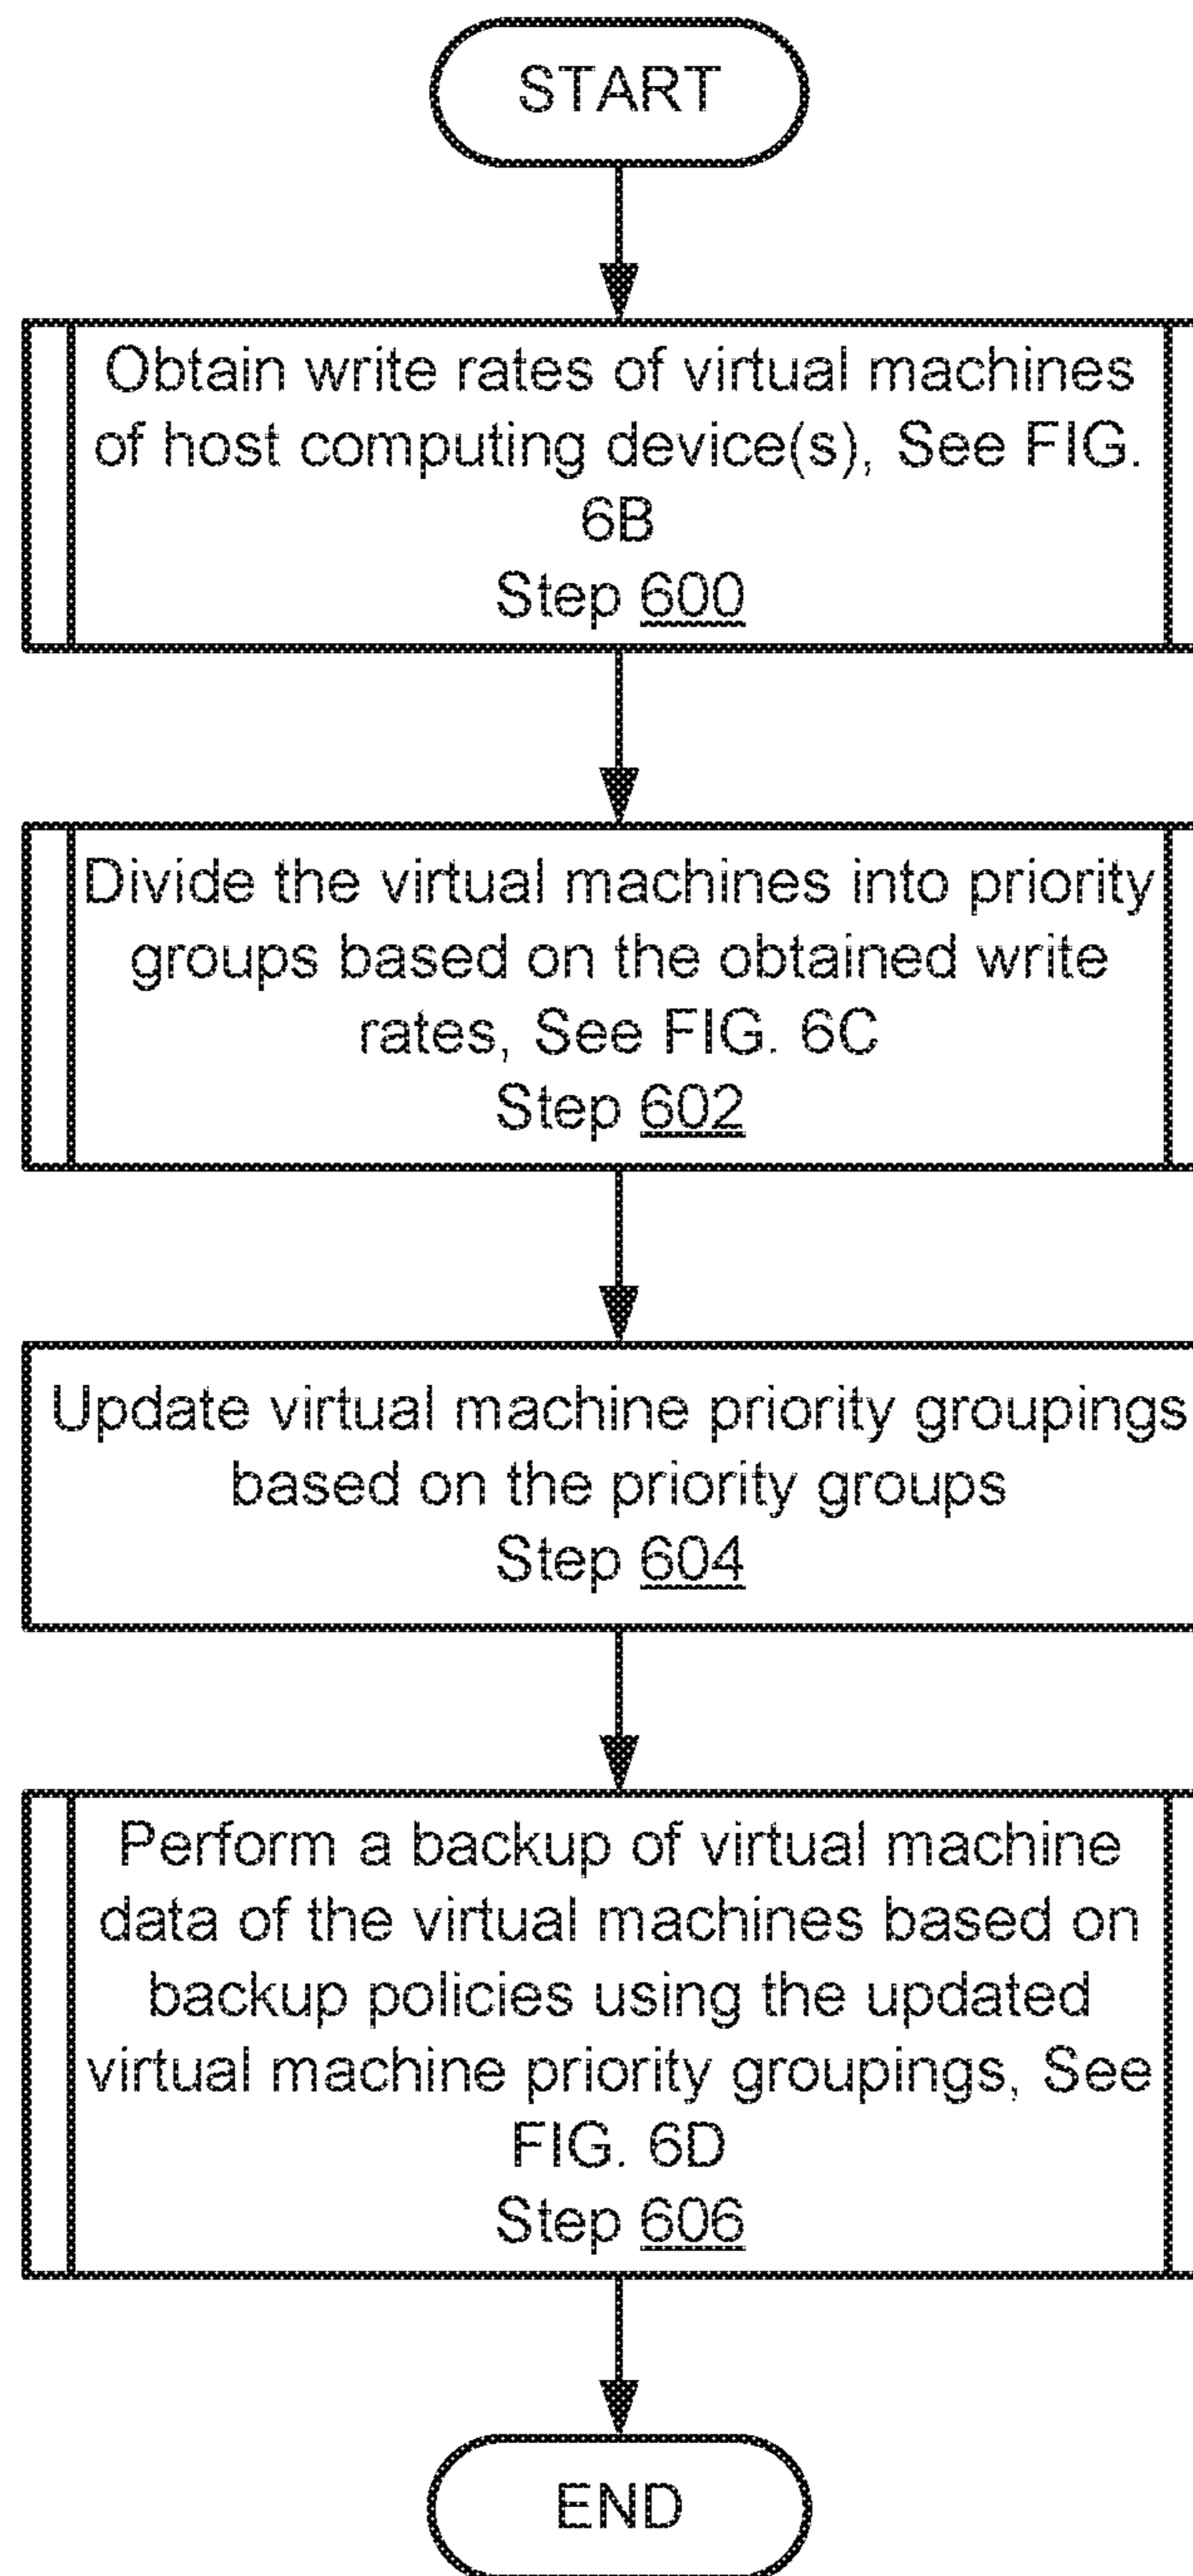 START
Obtain write rates of virtual machines
of host computing device(s), See FIG.
6B
Step 600
Divide the virtual machines into priority
groups based on the obtained write
rates, See FIG. 6C
Step 602
Update virtual machine priority groupings
based on the priority groups
Step 604
Perform a backup of virtual machine
data of the virtual machines based on
backup policies using the updated
virtual machine priority groupings, See
FIG. 6D
Step 606
END